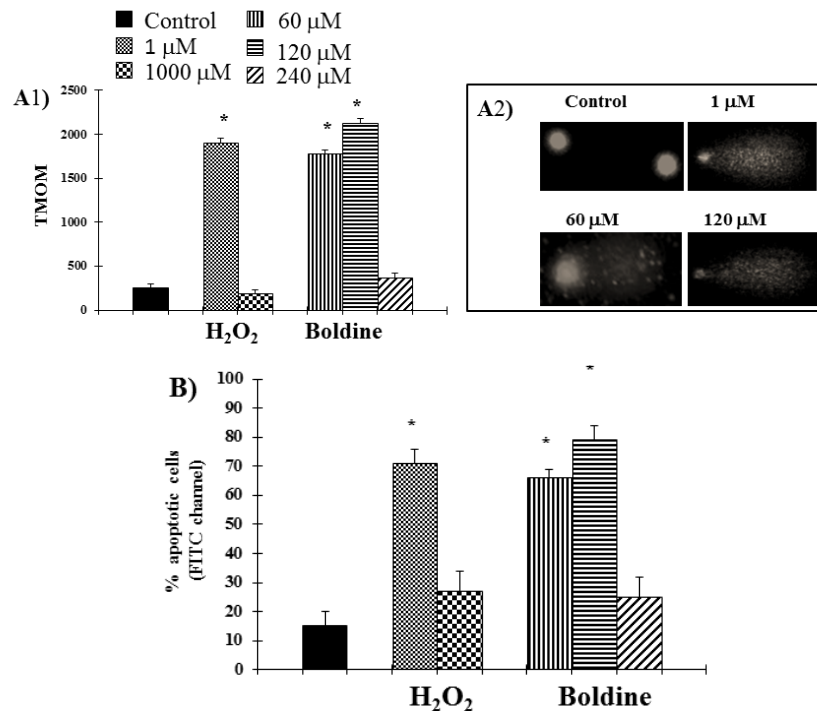 Control
1 µM
1000 µM
60 µM
120 µM
240 µM
A1)
2500
2000
1500
1000
500
0
TMOM
*
*
*
H₂O₂
Boldine
A2)
Control
1 µM
60 µM
120 µM
B)
100
90
80
70
60
50
40
30
20
10
0
% apoptotic cells
(FITC channel)
*
*
*
H₂O₂
Boldine